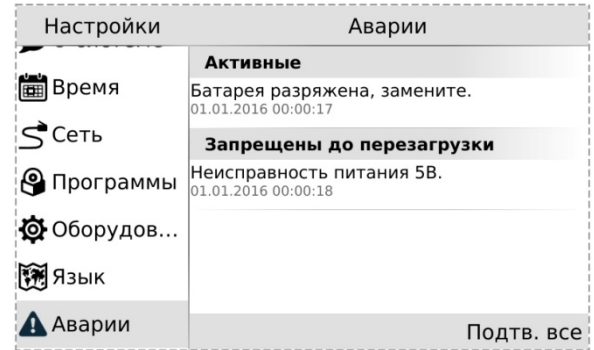 Настройки
Аварии
Время
Сеть
Программы
Оборудов...
Язык
Аварии
Активные
Батарея разряжена, замените.
01.01.2016 00:00:17
Запрещены до перезагрузки
Неисправность питания 5В.
01.01.2016 00:00:18
Подтв. все